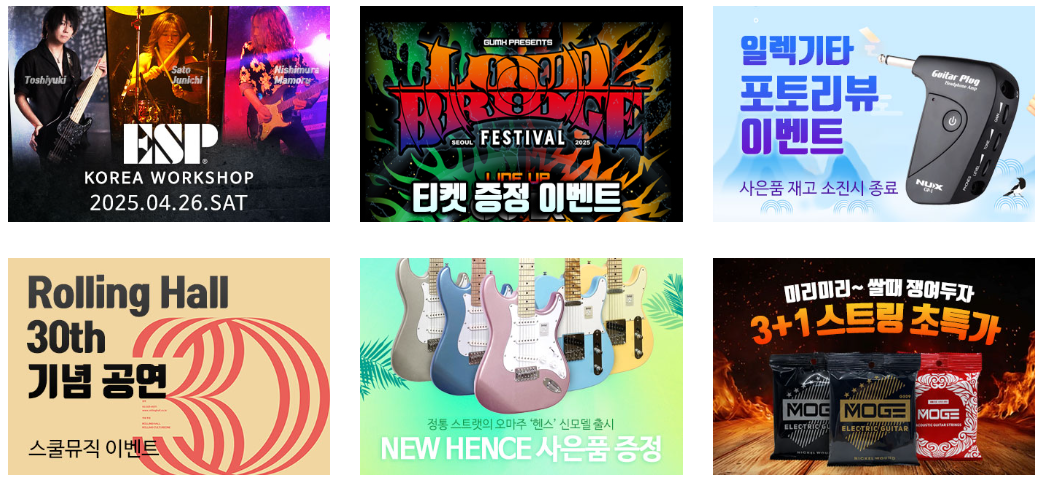 Toshiyuki
Sato
Junichi
Nishimura
Mamoru
ESP
KOREA WORKSHOP
2025.04.26.SAT
GUMX PRESENTS
LOUD
BRIDGE
SEOUL FESTIVAL 2025
LINE UP
티켓 증정 이벤트
일렉기타
포토리뷰
이벤트
사은품 재고 소진시 종료
Guitar Plug
Headphone Amp
NUX
Rolling Hall
30th
기념 공연
스쿨뮤직 이벤트
30
정통 스트랫의 오마주 '헨스' 신모델 출시
NEW HENCE 사은품 증정
미리미리~ 쌀때 쟁여두자
3+1 스트링 초특가
MOGE
ELECTRIC GUITAR
MOGE
ELECTRIC GUITAR
MOGE
ACOUSTIC GUITAR STRINGS